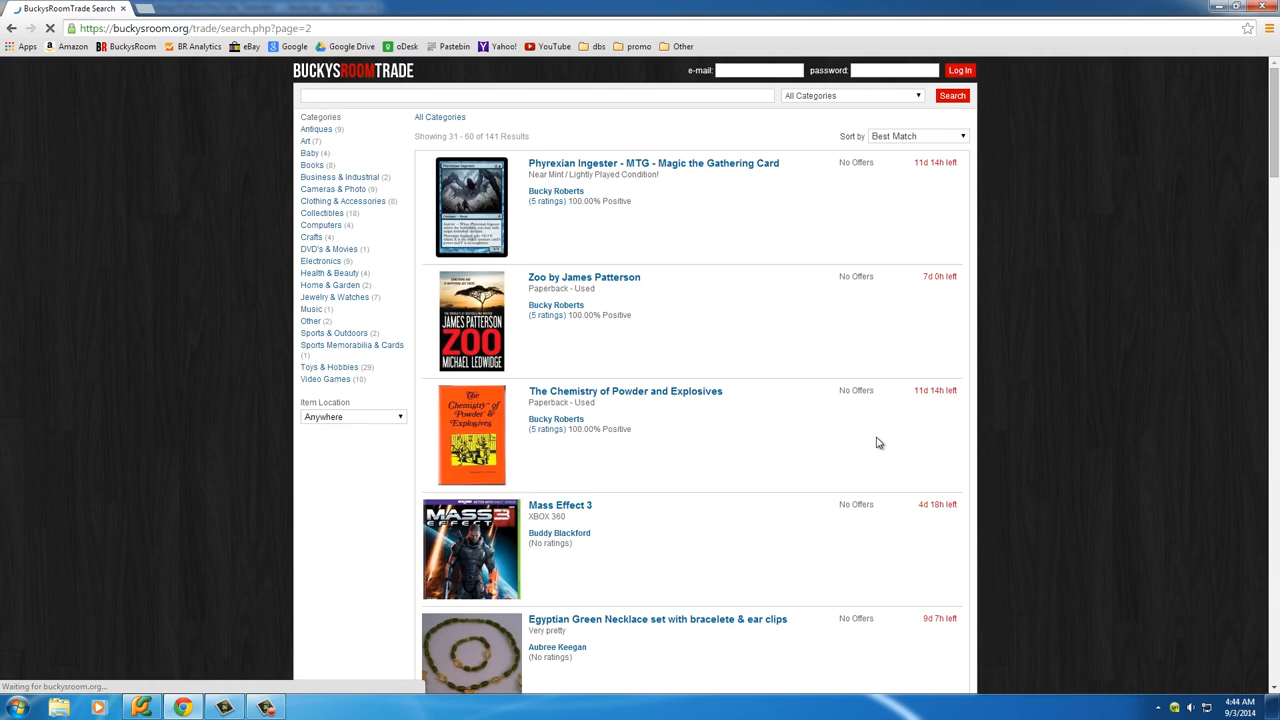 BuckysRoomTrade Search
https://buckysroom.org/trade/search.php?page=2
Apps Amazon BuckysRoom BR Analytics eBay Google Google Drive oDesk Pastebin Yahoo! YouTube dbs promo Other
BUCKYSROOMTRADE e-mail: password: Log In
All Categories Search
Categories
Antiques (9)
Art (7)
Baby (4)
Books (8)
Business & Industrial (2)
Cameras & Photo (9)
Clothing & Accessories (8)
Collectibles (18)
Computers (4)
Crafts (4)
DVD's & Movies (1)
Electronics (9)
Health & Beauty (4)
Home & Garden (2)
Jewelry & Watches (7)
Music (1)
Other (2)
Sports & Outdoors (2)
Sports Memorabilia & Cards
(1)
Toys & Hobbies (29)
Video Games (10)
Item Location
Anywhere
All Categories
Showing 31 - 60 of 141 Results Sort by Best Match
Phyrexian Ingester - MTG - Magic the Gathering Card No Offers 11d 14h left
Near Mint / Lightly Played Condition!
Bucky Roberts
(5 ratings) 100.00% Positive
Zoo by James Patterson No Offers 7d 0h left
Paperback - Used
Bucky Roberts
(5 ratings) 100.00% Positive
JAMES PATTERSON
ZOO
MICHAEL LEDWIDGE
The Chemistry of Powder and Explosives No Offers 11d 14h left
Paperback - Used
Bucky Roberts
(5 ratings) 100.00% Positive
The
Chemistry of
Powder &
Explosives
Mass Effect 3 No Offers 4d 18h left
XBOX 360
Buddy Blackford
(No ratings)
MASS EFFECT 3
Egyptian Green Necklace set with bracelete & ear clips No Offers 9d 7h left
Very pretty
Aubree Keegan
(No ratings)
Waiting for buckysroom.org...
4:44 AM
9/3/2014